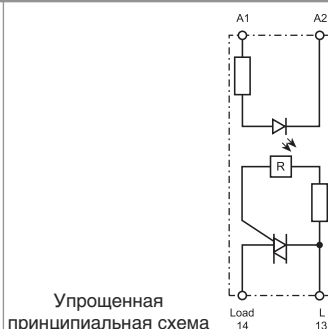 A1 A2
R
Упрощенная
принципиальная схема
Load L
14 13